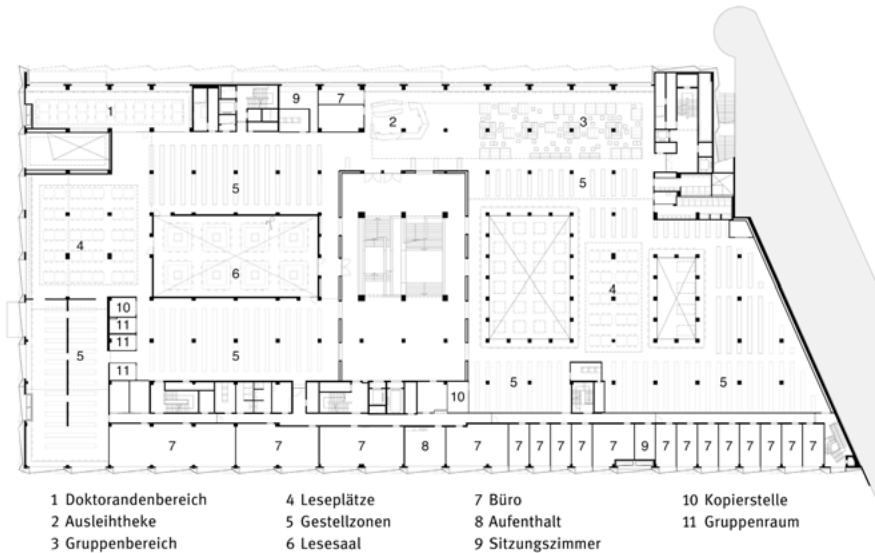 9 7
1 2 3
5 5
4
6
4
10
11
11
5 5
11
5 5
10
7 7 7 8 7 7 7 7 7 7 9 7 7 7 7 7 7 7 7
1 Doktorandenbereich
2 Ausleihtheke
3 Gruppenbereich
4 Leseplätze
5 Gestellzonen
6 Lesesaal
7 Büro
8 Aufenthalt
9 Sitzungszimmer
10 Kopierstelle
11 Gruppenraum